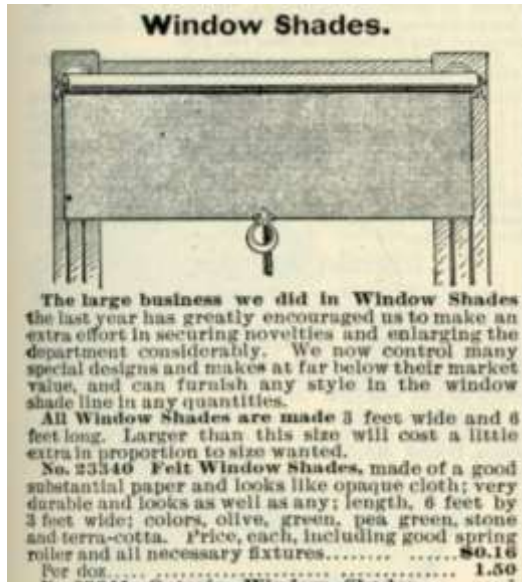 Window Shades.
The large business we did in Window Shades
the last year has greatly encouraged us to make an
extra effort in securing novelties and enlarging the
department considerably. We now control many
special designs and makes at far below their market
value, and can furnish any style in the window
shade line in any quantities.
All Window Shades are made 3 feet wide and 6
feet long. Larger than this size will cost a little
extra in proportion to size wanted.
No. 23340 Felt Window Shades, made of a good
substantial paper and looks like opaque cloth; very
durable and looks as well as any; length, 6 feet by
3 feet wide; colors, olive, green, pea green, stone
and terra-cotta. Price, each, including good spring
roller and all necessary fixtures........ ......$0.16
Per doz.................................... 1.50